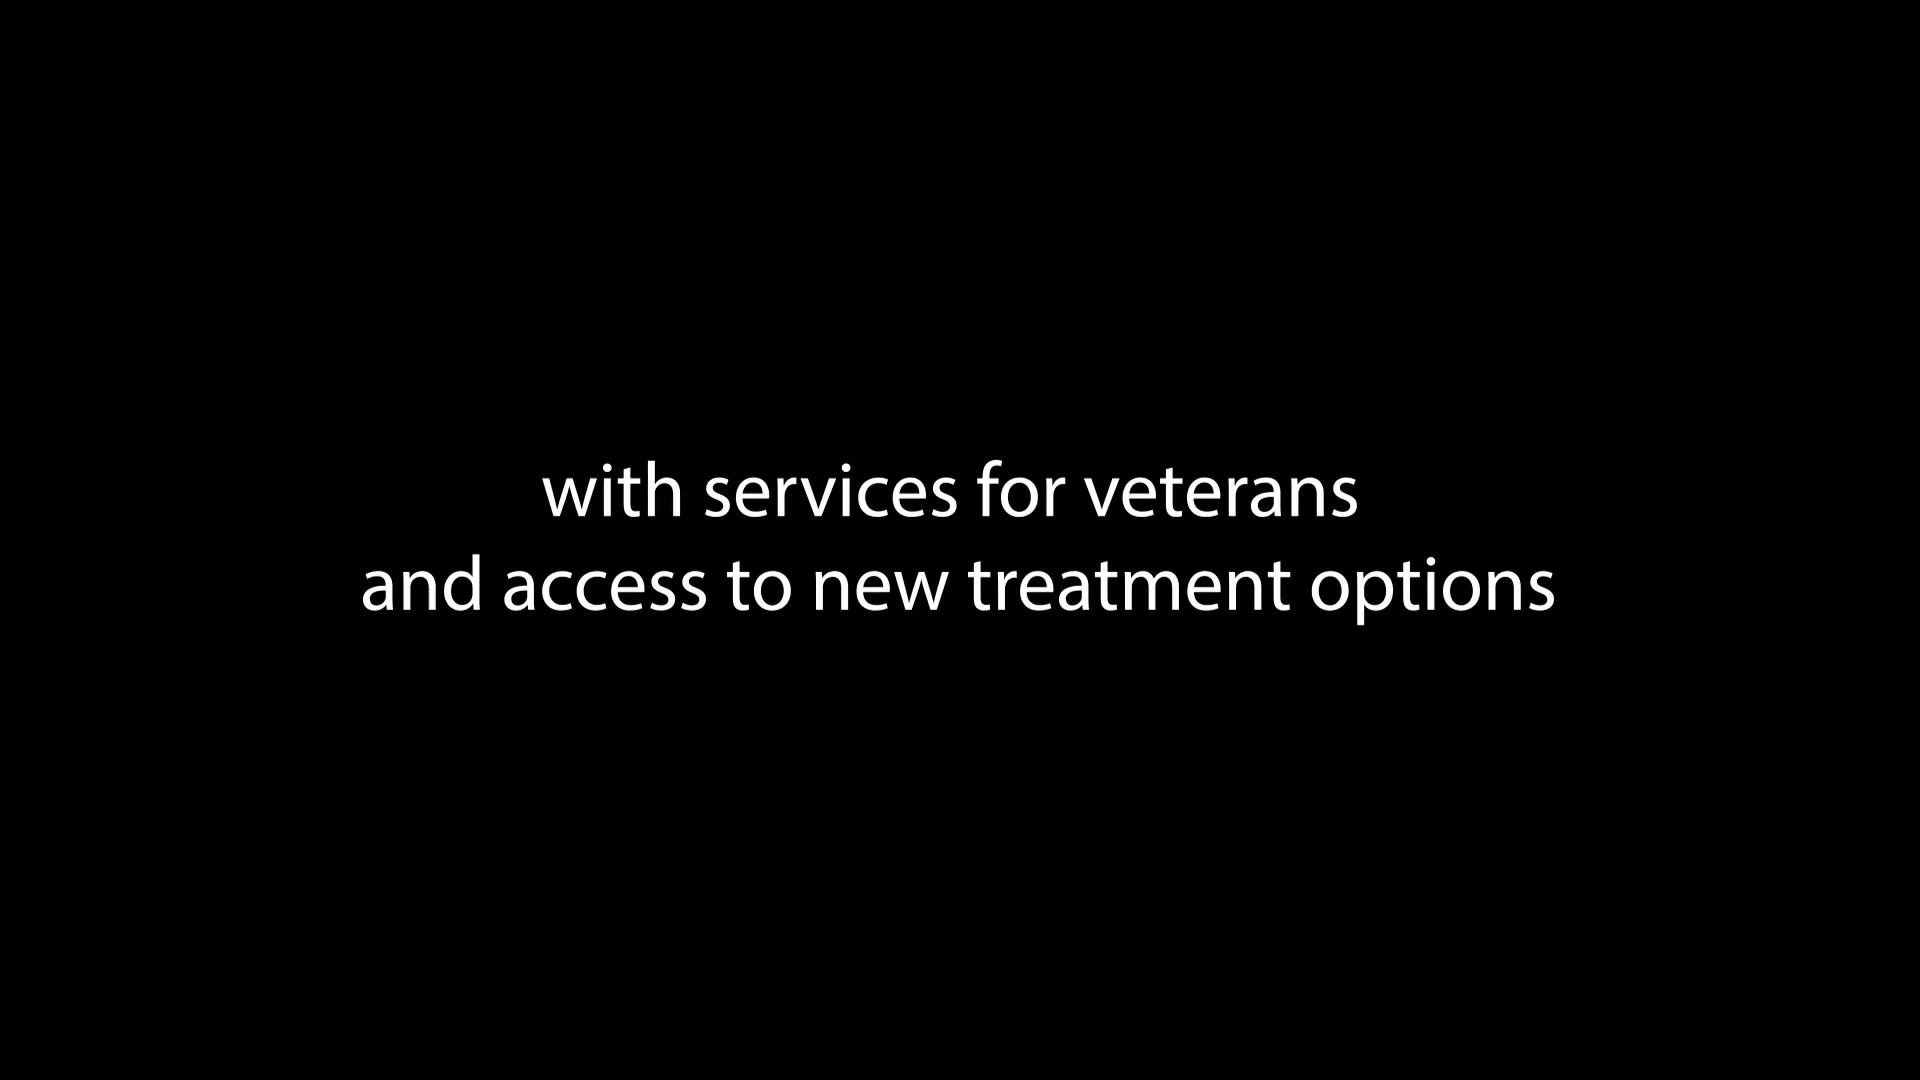 with services for veterans
and access to new treatment options